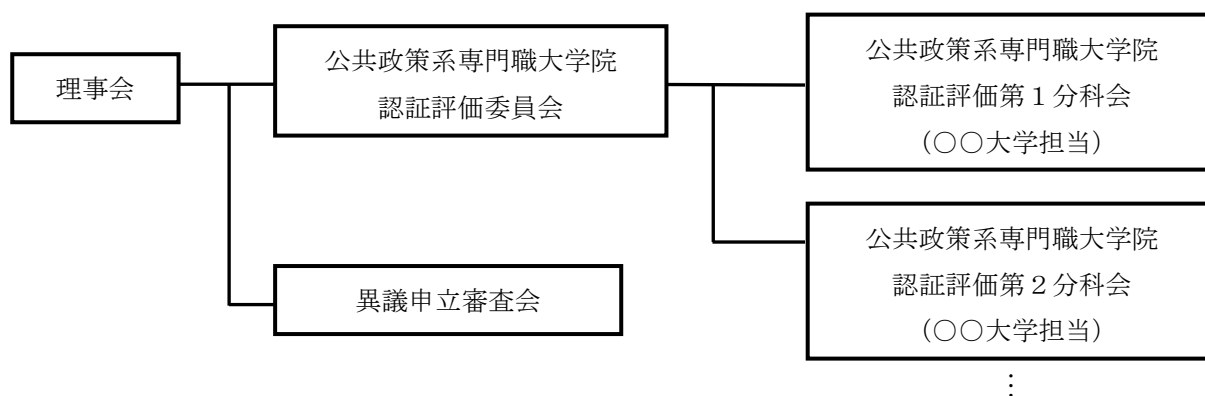 理事会
公共政策系専門職大学院
認証評価委員会
異議申立審査会
公共政策系専門職大学院
認証評価第１分科会
(○○大学担当)
公共政策系専門職大学院
認証評価第２分科会
(○○大学担当)
⋮